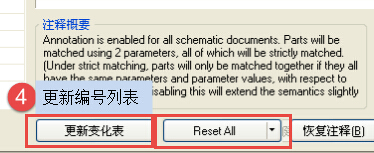 注释概要
Annotation is enabled for all schematic documents. Parts will be
matched using 2 parameters, all of which will be strictly matched.
(Under strict matching, parts will only be matched together if they all
have the same parameters and parameter values, with respect to
4 更新编号列表 abling this will extend the semantics slightly
更新变化表 Reset All 恢复注释(B)